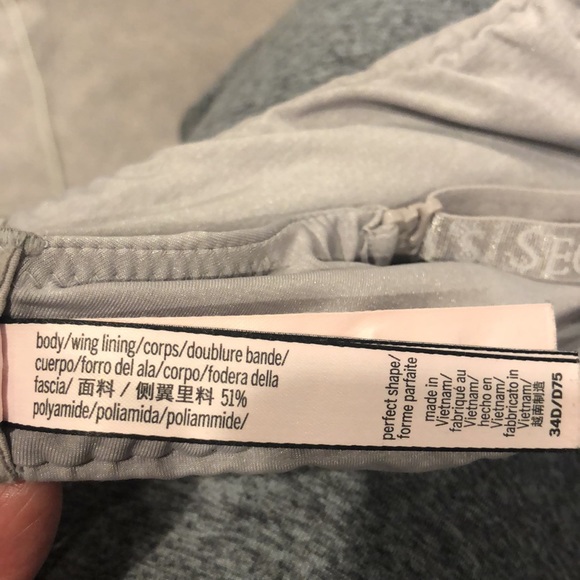 S SEC
body/wing lining/corps/doublure bande/
cuerpo/forro del ala/corpo/fodera della
fascia/ 面料 / 侧翼里料 51%
polyamide/poliamida/poliammide/
perfect shape/
forme parfaite
made in
Vietnam/
fabriqué au
Vietnam/
hecho en
Vietnam/
fabbricato in
Vietnam/
越南制造
34D/D75